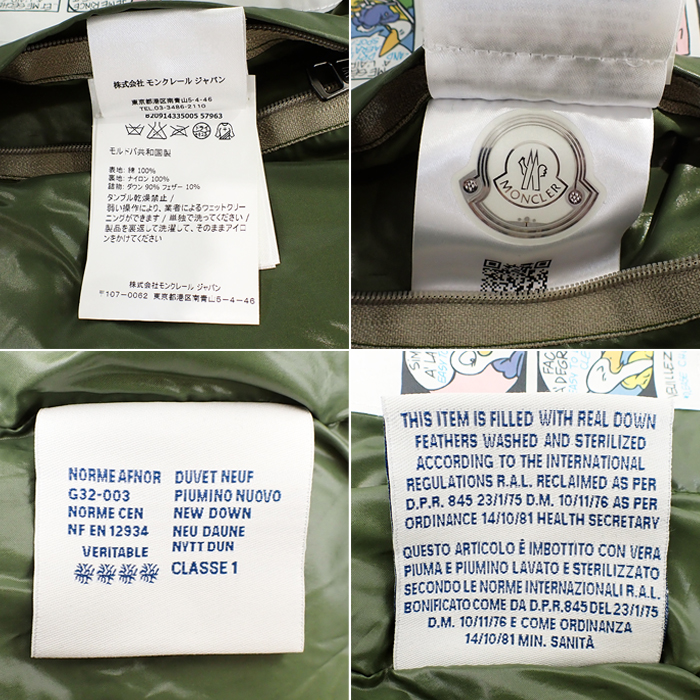 株式会社 モンクレール ジャパン
東京都港区南青山5-4-46
TEL.03-3486-2110
820914335005 57963
モルドバ共和国製
表地: 綿 100%
裏地: ナイロン 100%
詰物: ダウン 90% フェザー 10%
タンブル乾燥禁止 /
弱い操作により、業者によるウェットクリー
ニングができます / 単独で洗ってください /
製品を裏返して洗濯して、そのままアイロ
ンをかけてください
株式会社 モンクレール ジャパン
〒107-0062 東京都港区南青山5-4-46
MONCLER
NORME AFNOR
G32-003
NORME CEN
NF EN 12934
VERITABLE
DUVET NEUF
PIUMINO NUOVO
NEW DOWN
NEU DAUNE
NYTT DUN
CLASSE 1
THIS ITEM IS FILLED WITH REAL DOWN
FEATHERS WASHED AND STERILIZED
ACCORDING TO THE INTERNATIONAL
REGULATIONS R.A.L. RECLAIMED AS PER
D.P.R. 845 23/1/75 D.M. 10/11/76 AS PER
ORDINANCE 14/10/81 HEALTH SECRETARY
QUESTO ARTICOLO È IMBOTTITO CON VERA
PIUMA E PIUMINO LAVATO E STERILIZZATO
SECONDO LE NORME INTERNAZIONALI R.A.L.
BONIFICATO COME DA D.P.R. 845 DEL 23/1/75
D.M. 10/11/76 E COME ORDINANZA
14/10/81 MIN. SANITÀ